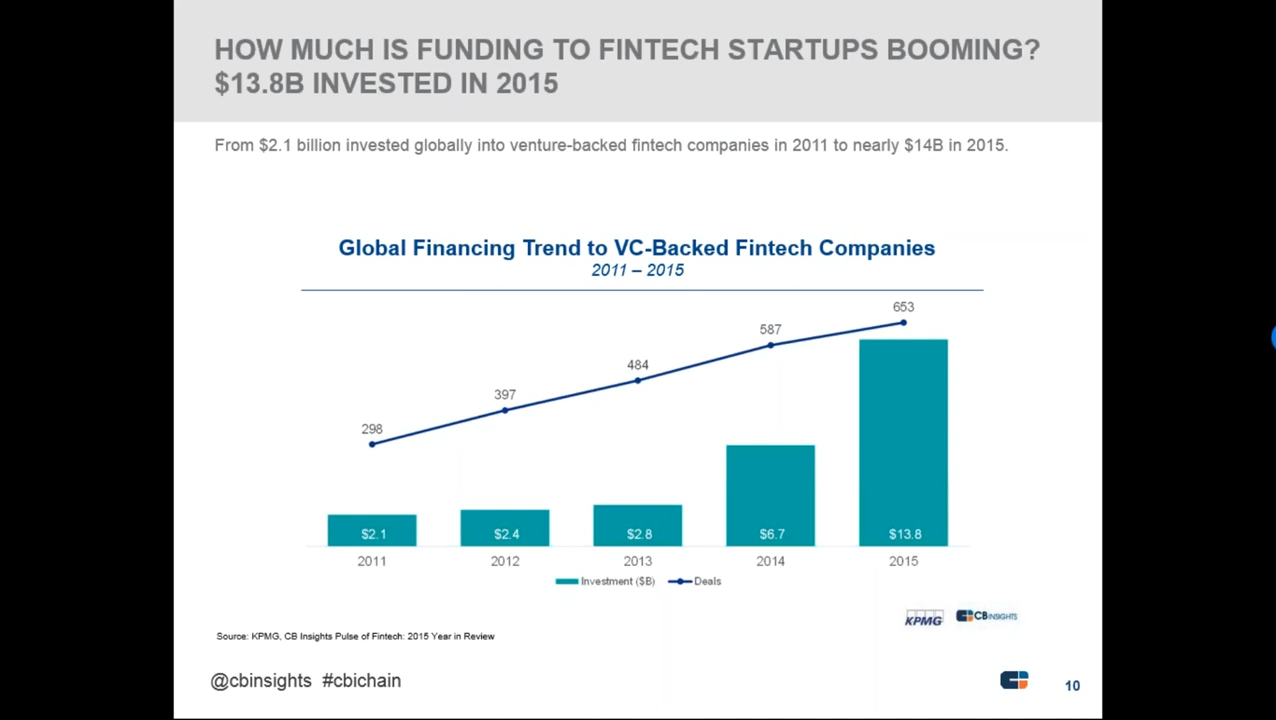 HOW MUCH IS FUNDING TO FINTECH STARTUPS BOOMING?
$13.8B INVESTED IN 2015
From $2.1 billion invested globally into venture-backed fintech companies in 2011 to nearly $14B in 2015.
Global Financing Trend to VC-Backed Fintech Companies
2011 – 2015
298
397
484
587
653
$2.1
$2.4
$2.8
$6.7
$13.8
2011
2012
2013
2014
2015
Investment ($B)
Deals
KPMG
CBINSIGHTS
Source: KPMG, CB Insights Pulse of Fintech: 2015 Year in Review
@cbinsights #cbichain
10